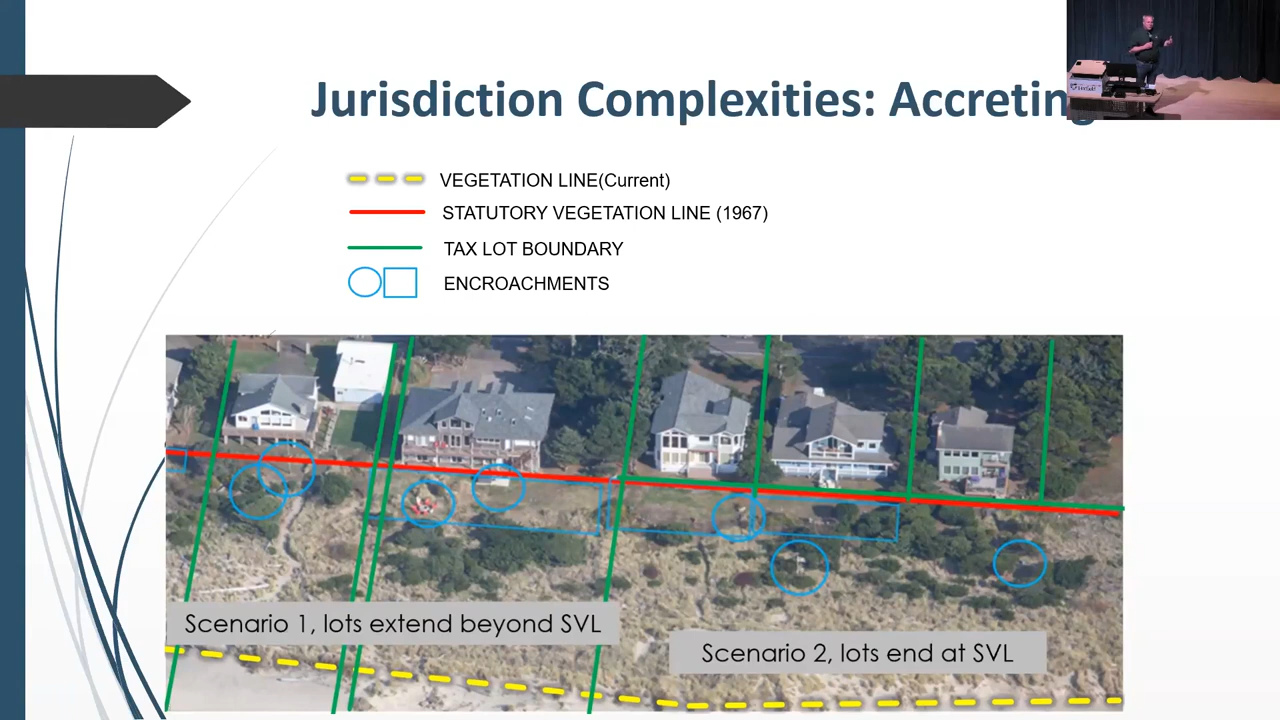 Jurisdiction Complexities: Accreting
VEGETATION LINE(Current)
STATUTORY VEGETATION LINE (1967)
TAX LOT BOUNDARY
ENCROACHMENTS
Scenario 1, lots extend beyond SVL
Scenario 2, lots end at SVL